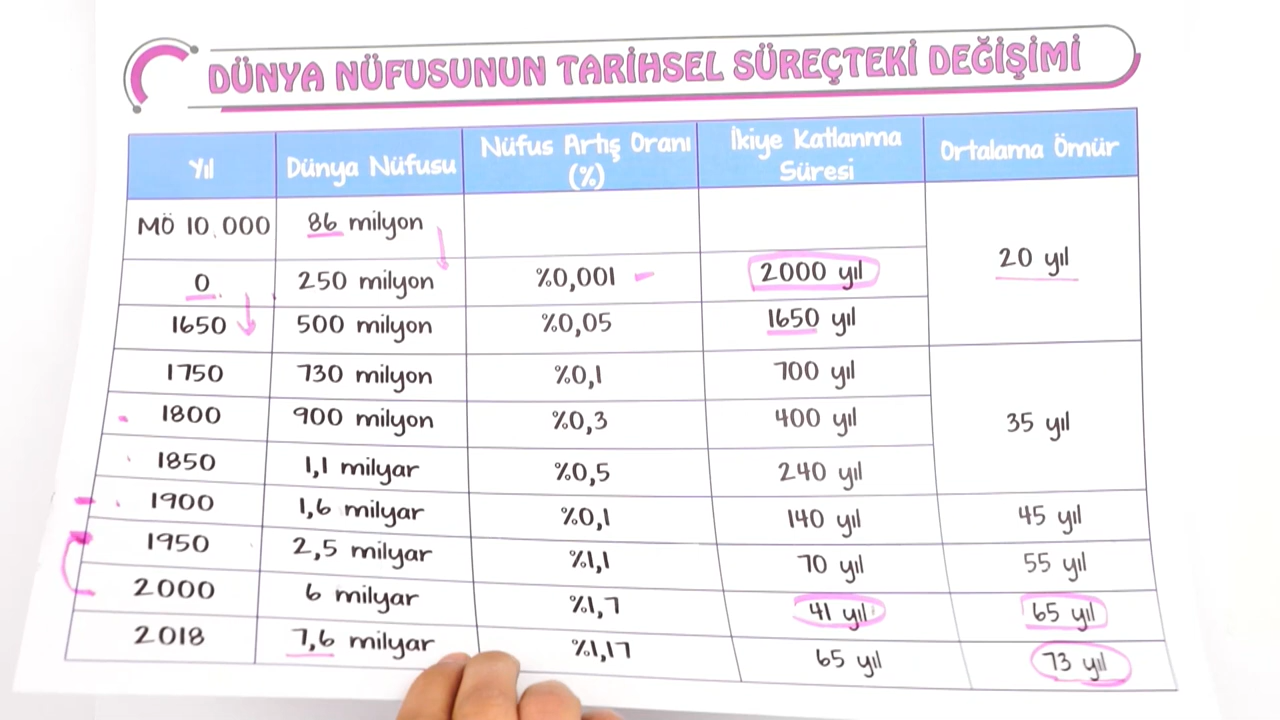 DÜNYA NÜFUSUNUN TARİHSEL SÜREÇTEKİ DEĞİŞİMİ
Yıl Dünya Nüfusu Nüfus Artış Oranı (%) İkiye Katlanma Süresi Ortalama Ömür
MÖ 10.000 86 milyon
20 yıl
0 250 milyon %0,001 2000 yıl
1650 500 milyon %0,05 1650 yıl
1750 730 milyon %0,1 700 yıl
1800 900 milyon %0,3 400 yıl 35 yıl
1850 1,1 milyar %0,5 240 yıl
1900 1,6 milyar %0,1 140 yıl 45 yıl
1950 2,5 milyar %1,1 70 yıl 55 yıl
2000 6 milyar %1,7 41 yıl 65 yıl
2018 7,6 milyar %1,17 65 yıl 73 yıl